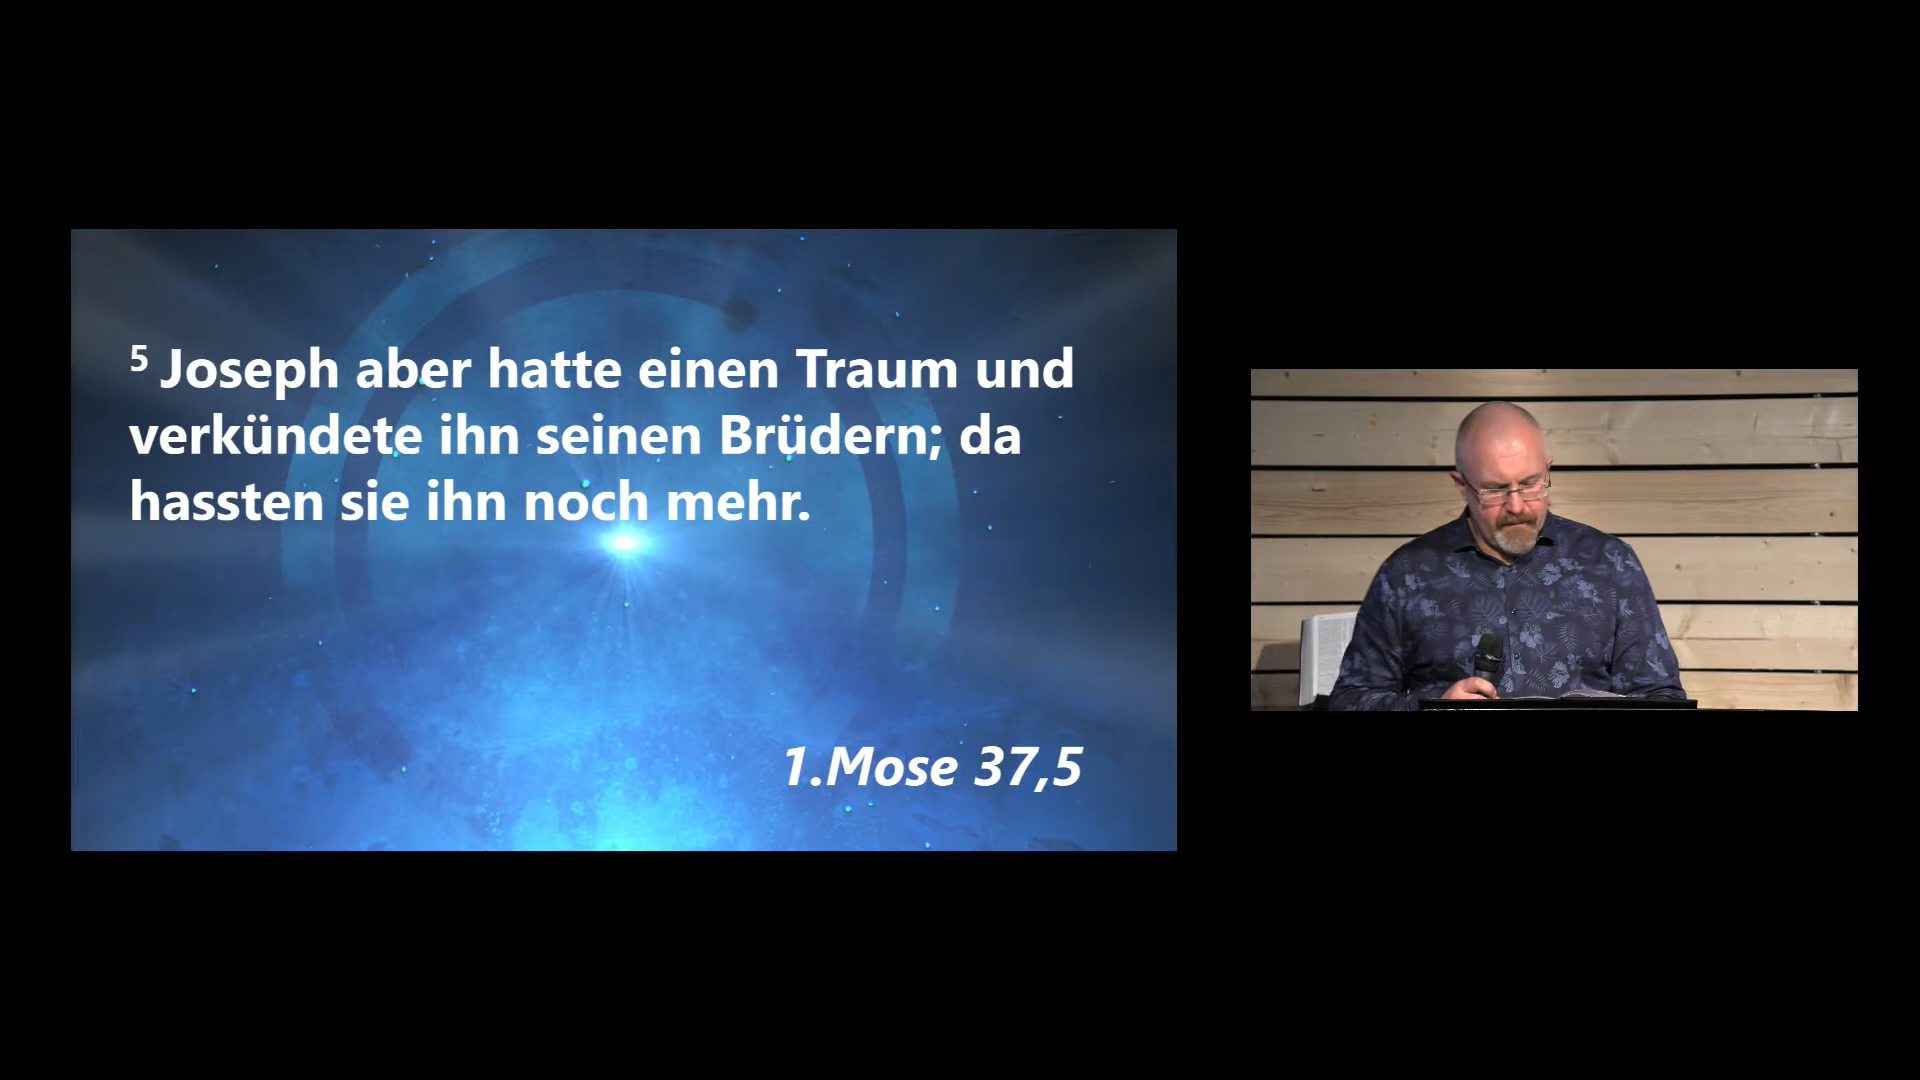 5 Joseph aber hatte einen Traum und
verkündete ihn seinen Brüdern; da
hassten sie ihn noch mehr.
1.Mose 37,5